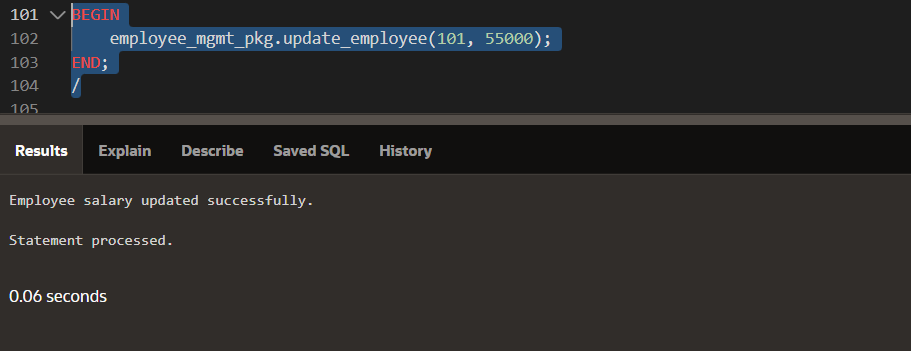 101 BEGIN
102 employee_mgmt_pkg.update_employee(101, 55000);
103 END;
104 /
105
Results Explain Describe Saved SQL History
Employee salary updated successfully.
Statement processed.
0.06 seconds